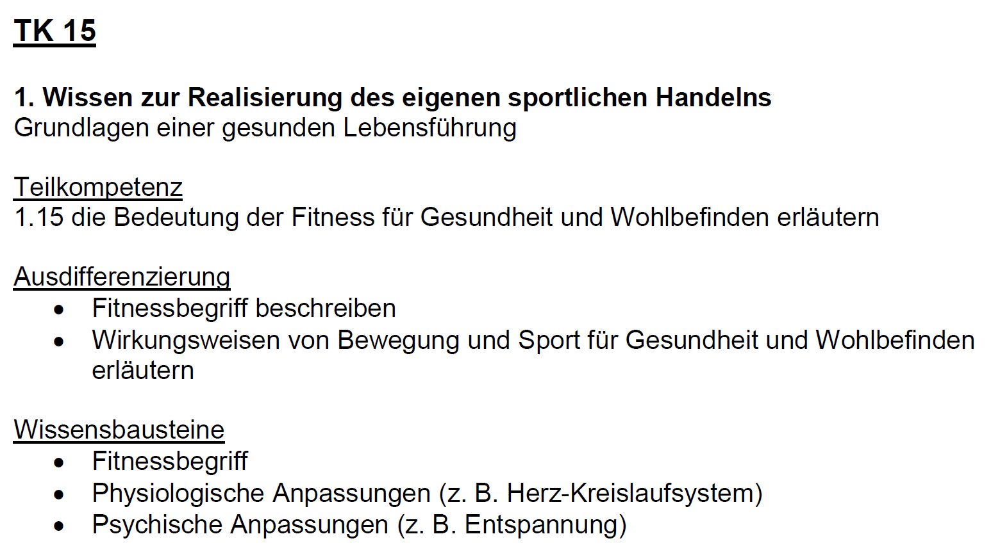 TK 15
1. Wissen zur Realisierung des eigenen sportlichen Handelns
Grundlagen einer gesunden Lebensführung
Teilkompetenz
1.15 die Bedeutung der Fitness für Gesundheit und Wohlbefinden erläutern
Ausdifferenzierung
• Fitnessbegriff beschreiben
• Wirkungsweisen von Bewegung und Sport für Gesundheit und Wohlbefinden
erläutern
Wissensbausteine
• Fitnessbegriff
• Physiologische Anpassungen (z. B. Herz-Kreislaufsystem)
• Psychische Anpassungen (z. B. Entspannung)